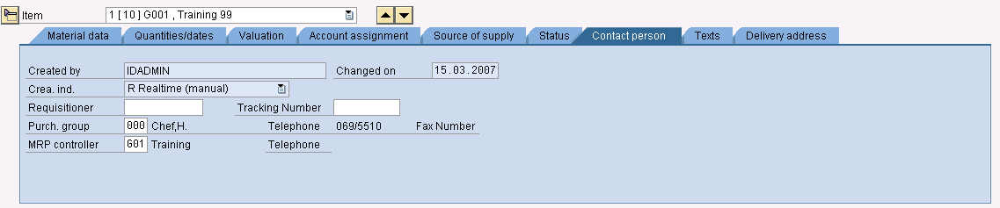 Item 1 [ 10 ] G001 , Training 99
Material data Quantities/dates Valuation Account assignment Source of supply Status Contact person Texts Delivery address
Created by IDADMIN Changed on 15.03.2007
Crea. ind. R Realtime (manual)
Requisitioner Tracking Number
Purch. group 000 Chef,H. Telephone 069/5510 Fax Number
MRP controller G01 Training Telephone